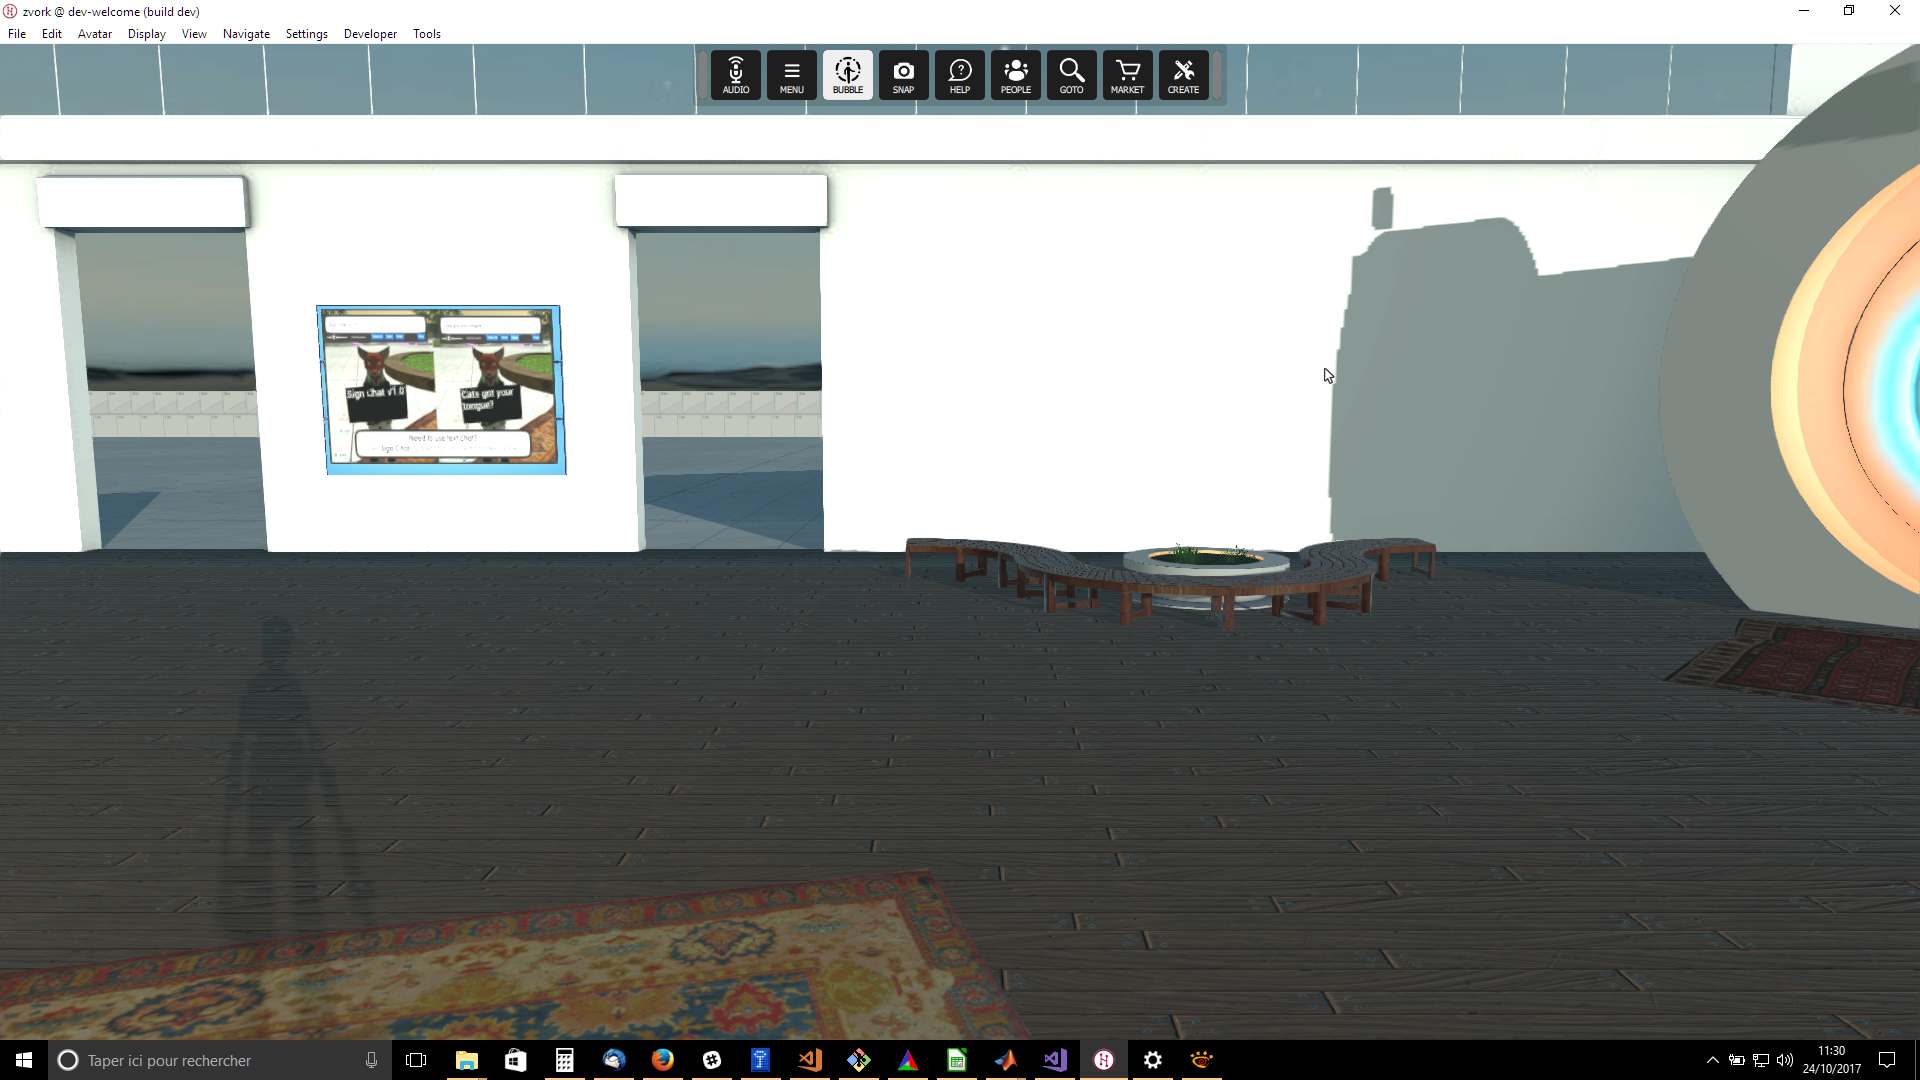 zvork @ dev-welcome (build dev)
File Edit Avatar Display View Navigate Settings Developer Tools
AUDIO MENU BUBBLE SNAP HELP PEOPLE GOTO MARKET CREATE
Sign Chat v1.0
Cats got your
tongue?
Need to use text chat?
Sign Chat
Taper ici pour rechercher
11:30
24/10/2017